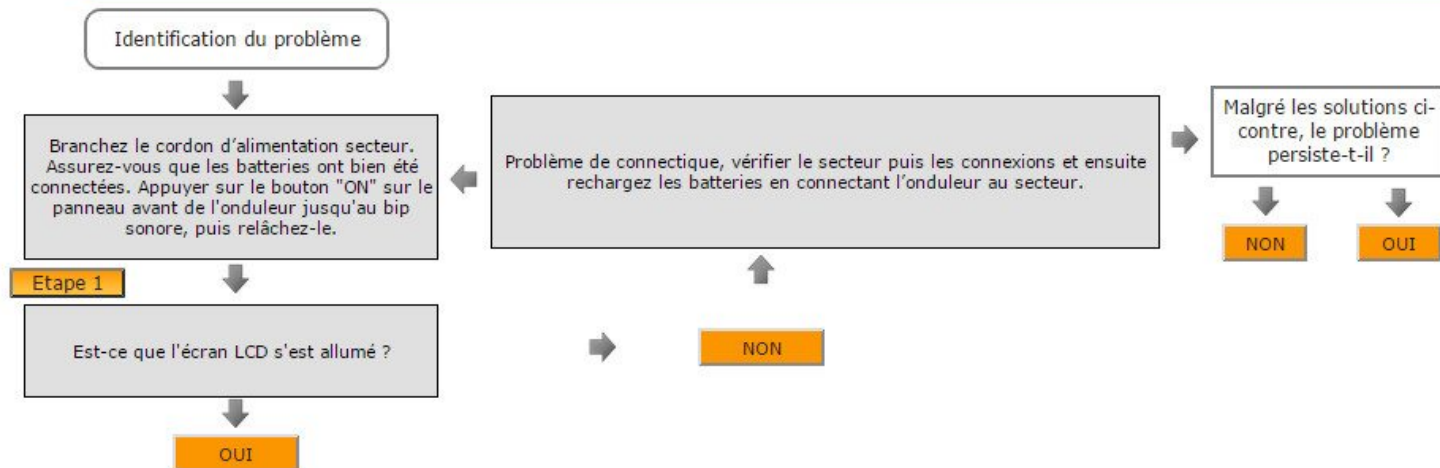 Identification du problème
Branchez le cordon d’alimentation secteur.
Assurez-vous que les batteries ont bien été
connectées. Appuyer sur le bouton "ON" sur le
panneau avant de l'onduleur jusqu'au bip
sonore, puis relâchez-le.
Problème de connectique, vérifier le secteur puis les connexions et ensuite
rechargez les batteries en connectant l’onduleur au secteur.
Malgré les solutions ci-
contre, le problème
persiste-t-il ?
NON
OUI
Etape 1
Est-ce que l'écran LCD s'est allumé ?
NON
OUI